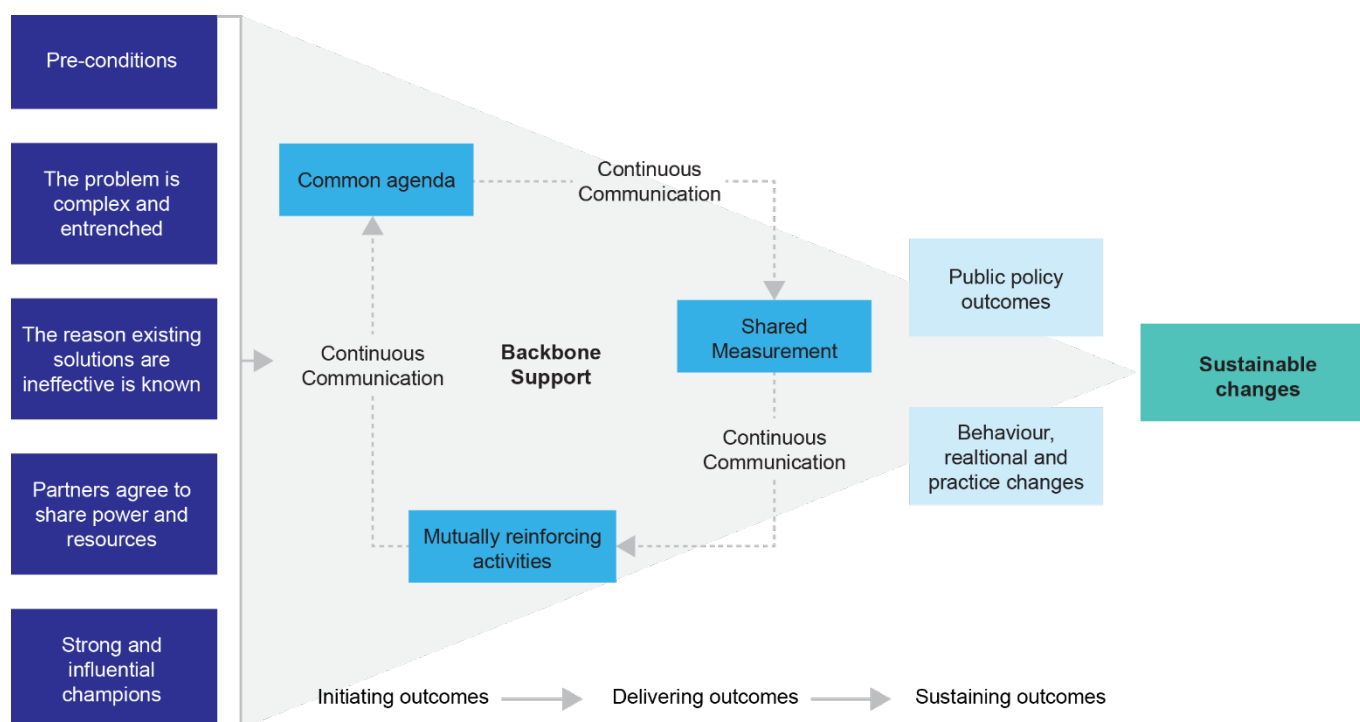 Pre-conditions
The problem is
complex and
entrenched
The reason existing
solutions are
ineffective is known
Partners agree to
share power and
resources
Strong and
influential
champions
Common agenda
Continuous
Communication
Shared
Measurement
Continuous
Communication
Mutually reinforcing
activities
Continuous
Communication
Backbone
Support
Public policy
outcomes
Behaviour,
realtional and
practice changes
Sustainable
changes
Initiating outcomes
Delivering outcomes
Sustaining outcomes